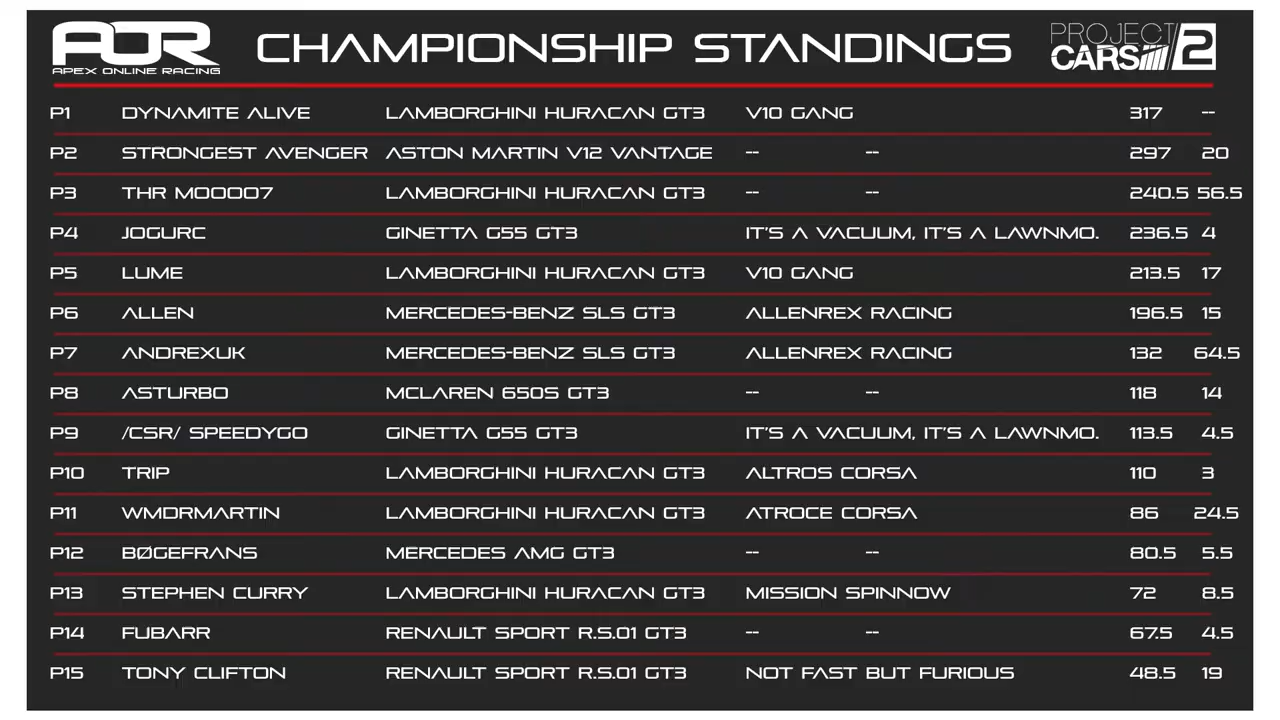 AOR APEX ONLINE RACING CHAMPIONSHIP STANDINGS PROJECT CARS 2
P1 DYNAMITE ALIVE LAMBORGHINI HURACAN GT3 V10 GANG 317 --
P2 STRONGEST AVENGER ASTON MARTIN V12 VANTAGE -- -- 297 20
P3 THR MOOOO7 LAMBORGHINI HURACAN GT3 -- -- 240.5 56.5
P4 JOGURC GINETTA G55 GT3 IT'S A VACUUM, IT'S A LAWNMO. 236.5 4
P5 LUME LAMBORGHINI HURACAN GT3 V10 GANG 213.5 17
P6 ALLEN MERCEDES-BENZ SLS GT3 ALLENREX RACING 196.5 15
P7 ANDREXUK MERCEDES-BENZ SLS GT3 ALLENREX RACING 132 64.5
P8 ASTURBO MCLAREN 650S GT3 -- -- 118 14
P9 /CSR/ SPEEDYGO GINETTA G55 GT3 IT'S A VACUUM, IT'S A LAWNMO. 113.5 4.5
P10 TRIP LAMBORGHINI HURACAN GT3 ALTROS CORSA 110 3
P11 WMDRMARTIN LAMBORGHINI HURACAN GT3 ATROCE CORSA 86 24.5
P12 BØGEFRANS MERCEDES AMG GT3 -- -- 80.5 5.5
P13 STEPHEN CURRY LAMBORGHINI HURACAN GT3 MISSION SPINNOW 72 8.5
P14 FUBARR RENAULT SPORT R.S.01 GT3 -- -- 67.5 4.5
P15 TONY CLIFTON RENAULT SPORT R.S.01 GT3 NOT FAST BUT FURIOUS 48.5 19